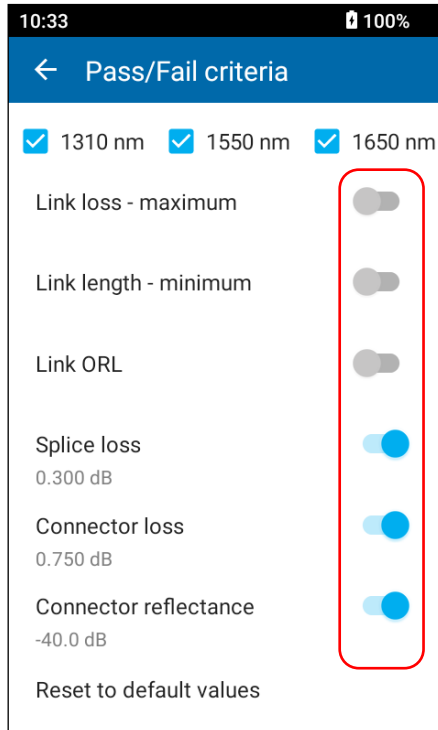 10:33 100%
Pass/Fail criteria
1310 nm 1550 nm 1650 nm
Link loss - maximum
Link length - minimum
Link ORL
Splice loss
0.300 dB
Connector loss
0.750 dB
Connector reflectance
-40.0 dB
Reset to default values